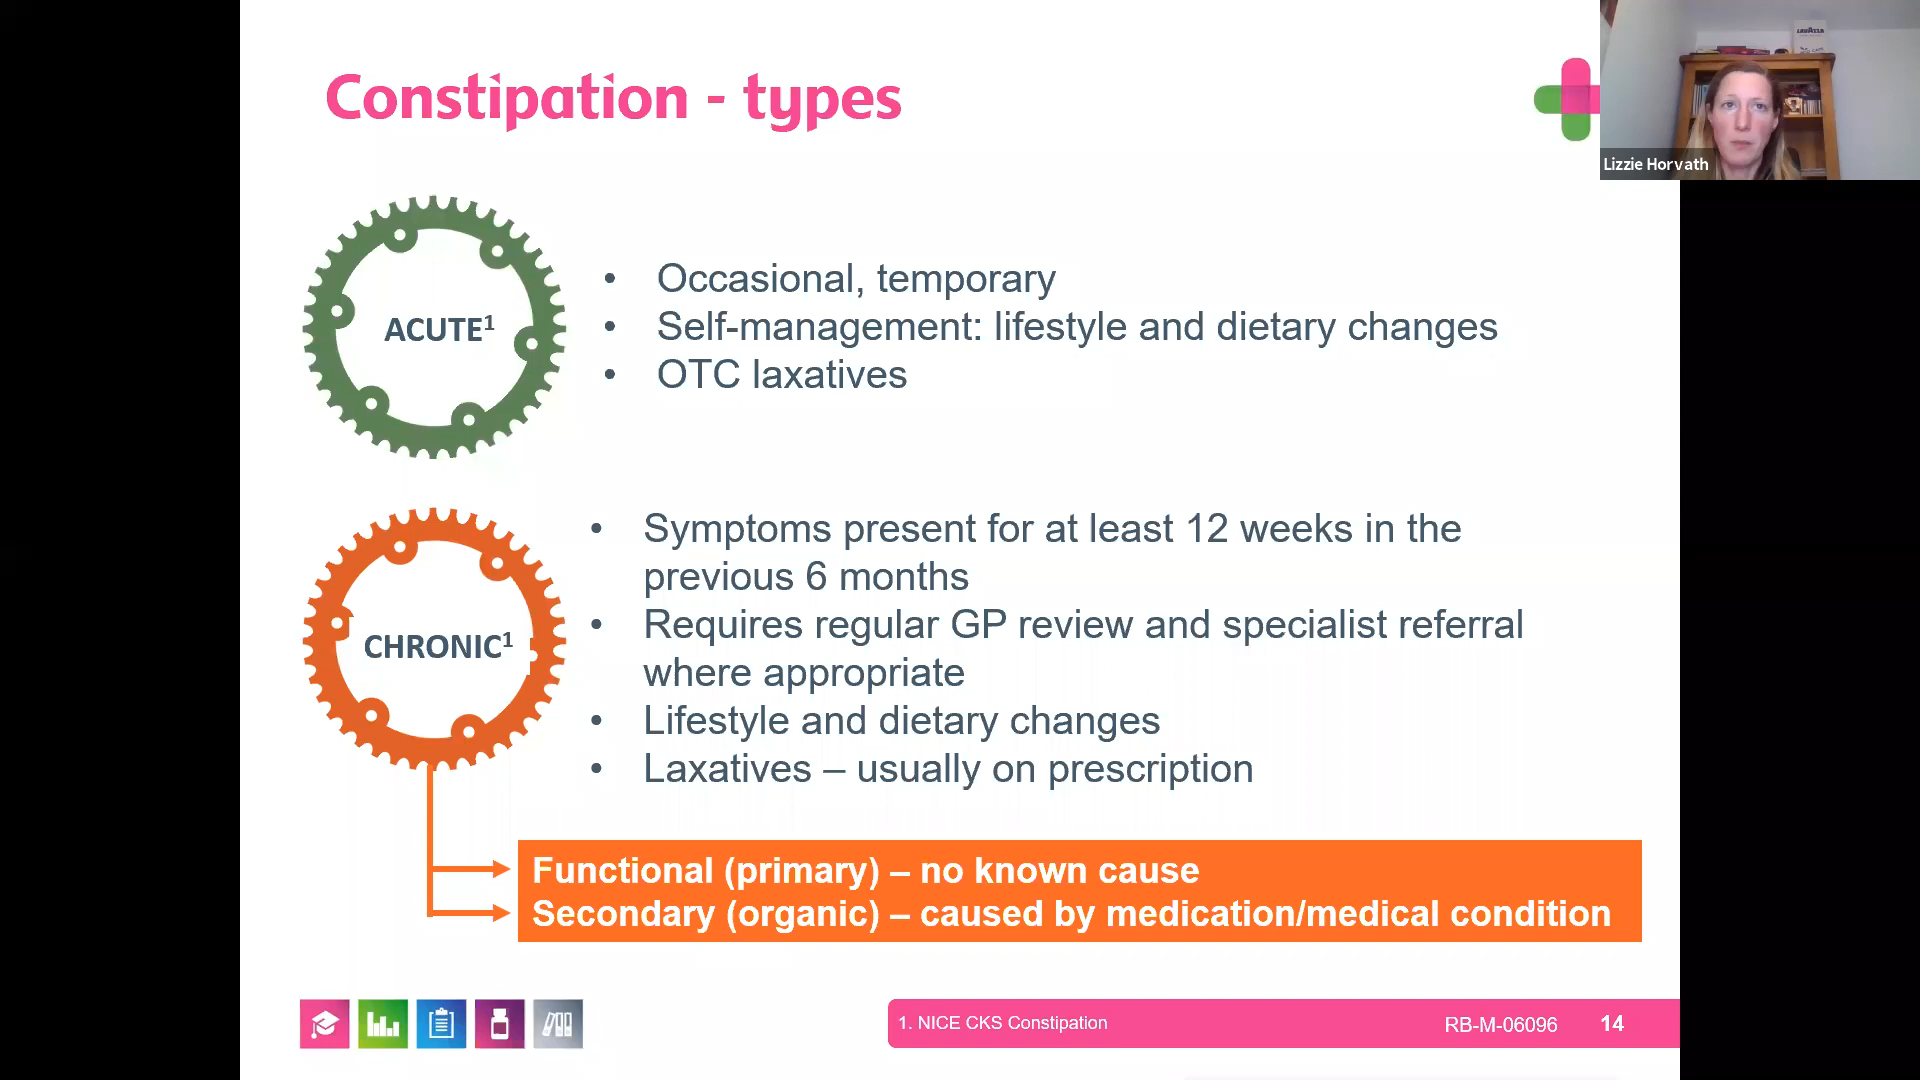 Constipation - types
LAVAZZA
Lizzie Horvath
ACUTE¹
• Occasional, temporary
• Self-management: lifestyle and dietary changes
• OTC laxatives
CHRONIC¹
• Symptoms present for at least 12 weeks in the
previous 6 months
• Requires regular GP review and specialist referral
where appropriate
• Lifestyle and dietary changes
• Laxatives – usually on prescription
Functional (primary) – no known cause
Secondary (organic) – caused by medication/medical condition
1. NICE CKS Constipation
RB-M-06096
14